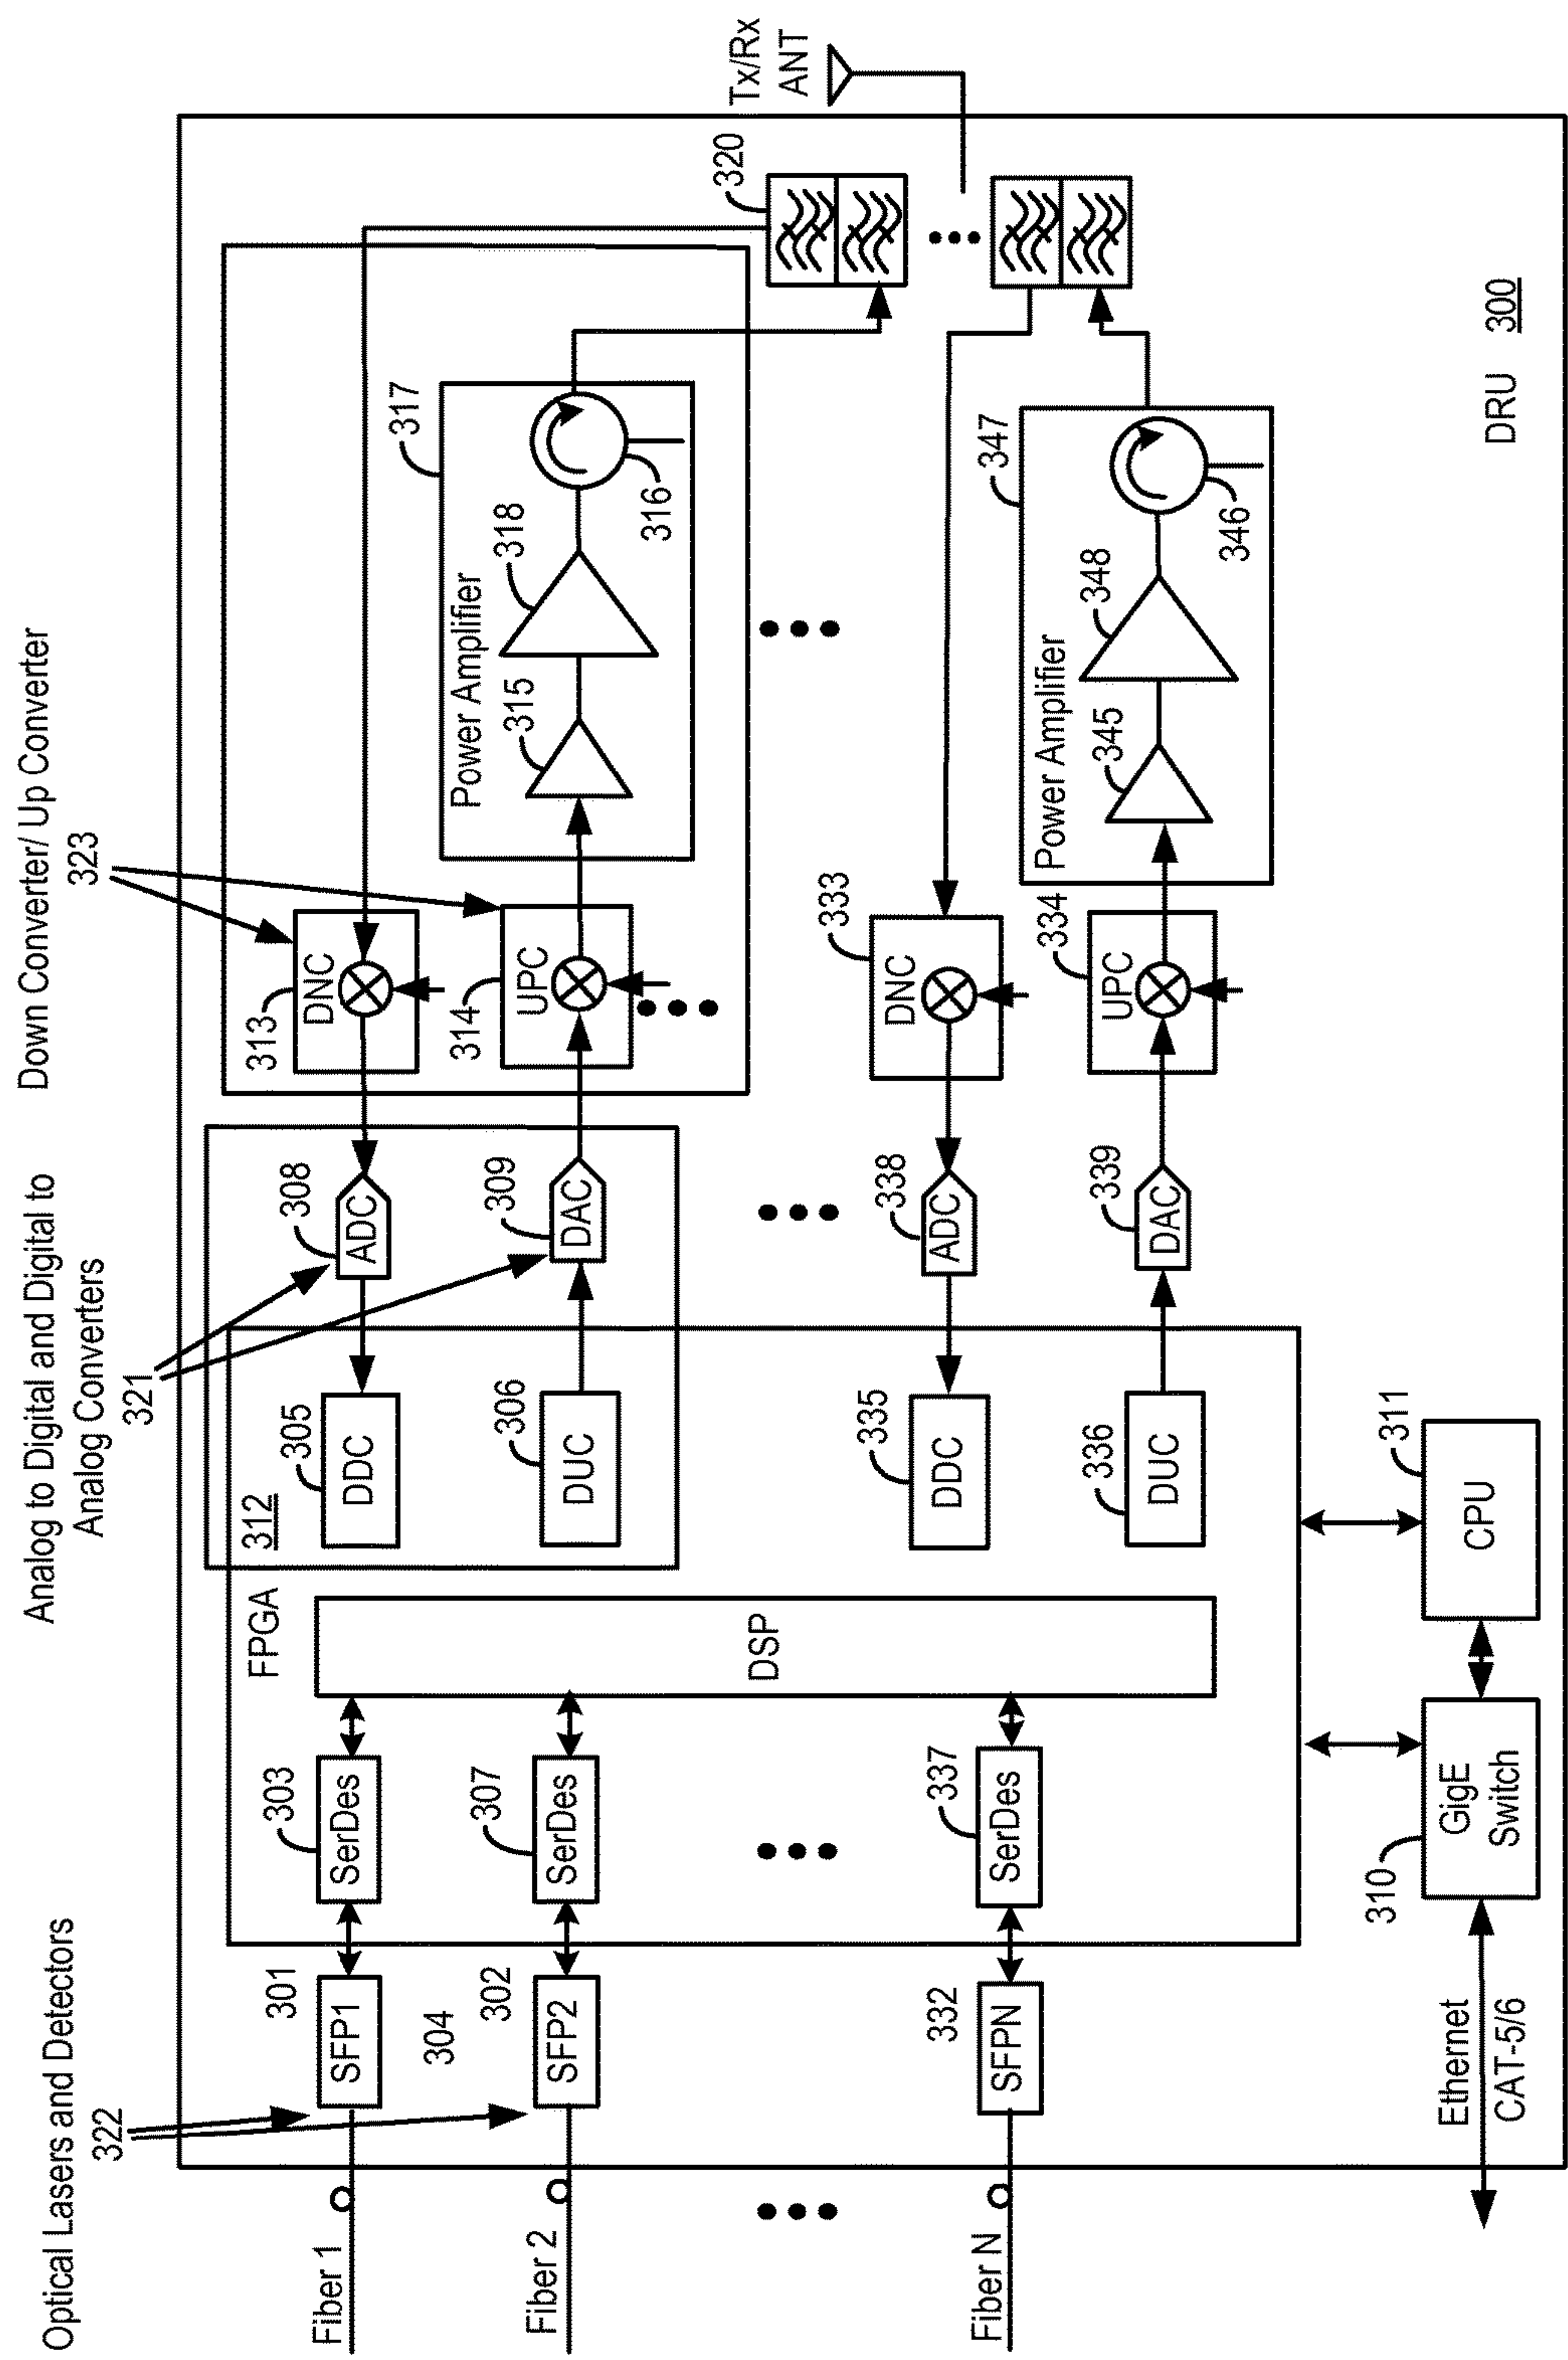 Optical Lasers and Detectors
322
Analog to Digital and Digital to
Analog Converters
321
Down Converter/ Up Converter
323
Fiber 1
Fiber 2
Fiber N
301
SFP1
304
302
SFP2
332
SFPN
303
SerDes
307
SerDes
337
SerDes
FPGA
DSP
312
305
DDC
306
DUC
335
DDC
336
DUC
308
ADC
309
DAC
338
ADC
339
DAC
313
DNC
314
UPC
333
DNC
334
UPC
317
Power Amplifier
315
318
316
347
Power Amplifier
345
348
346
320
Tx/Rx
ANT
Ethernet
CAT-5/6
310
GigE
Switch
311
CPU
DRU 300